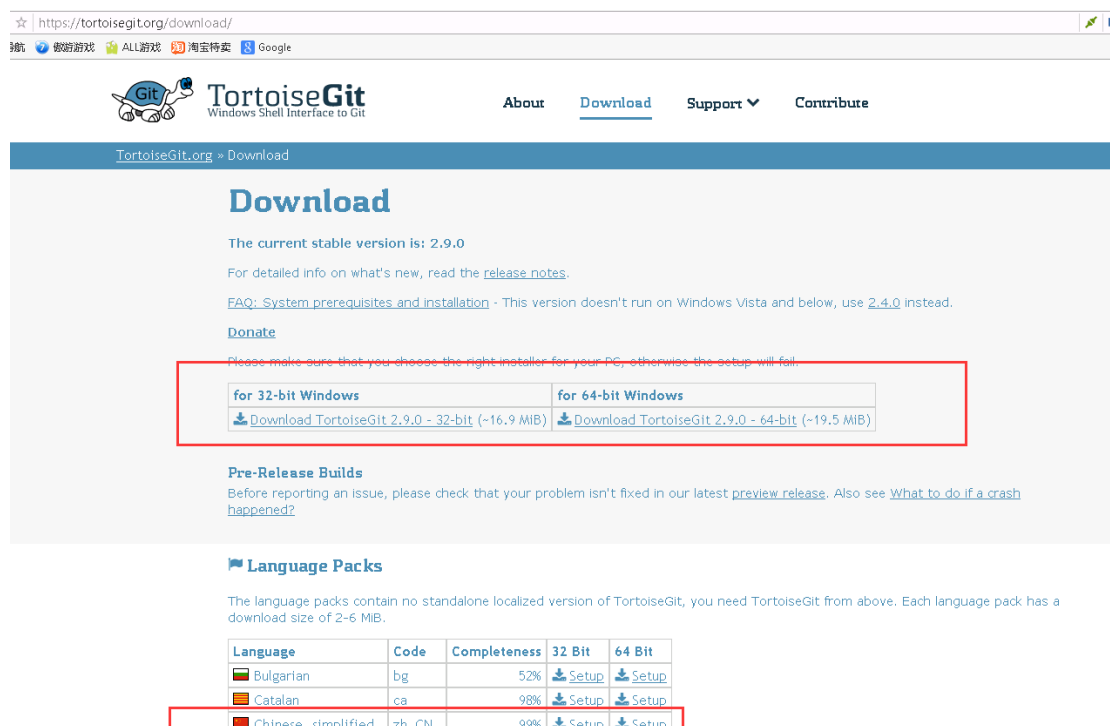 https://tortoisegit.org/download/
航 傲游游戏 ALL游戏 淘宝特卖 Google
Git TortoiseGit
Windows Shell Interface to Git
About Download Support Contribute
TortoiseGit.org » Download
Download
The current stable version is: 2.9.0
For detailed info on what's new, read the release notes.
FAQ: System prerequisites and installation - This version doesn't run on Windows Vista and below, use 2.4.0 instead.
Donate
Please make sure that you choose the right installer for your PC, otherwise the setup will fail.
for 32-bit Windows for 64-bit Windows
Download TortoiseGit 2.9.0 - 32-bit (~16.9 MiB) Download TortoiseGit 2.9.0 - 64-bit (~19.5 MiB)
Pre-Release Builds
Before reporting an issue, please check that your problem isn't fixed in our latest preview release. Also see What to do if a crash
happened?
Language Packs
The language packs contain no standalone localized version of TortoiseGit, you need TortoiseGit from above. Each language pack has a
download size of 2-6 MiB.
Language Code Completeness 32 Bit 64 Bit
Bulgarian bg 52% Setup Setup
Catalan ca 98% Setup Setup
Chinese, simplified zh_CN 99% Setup Setup